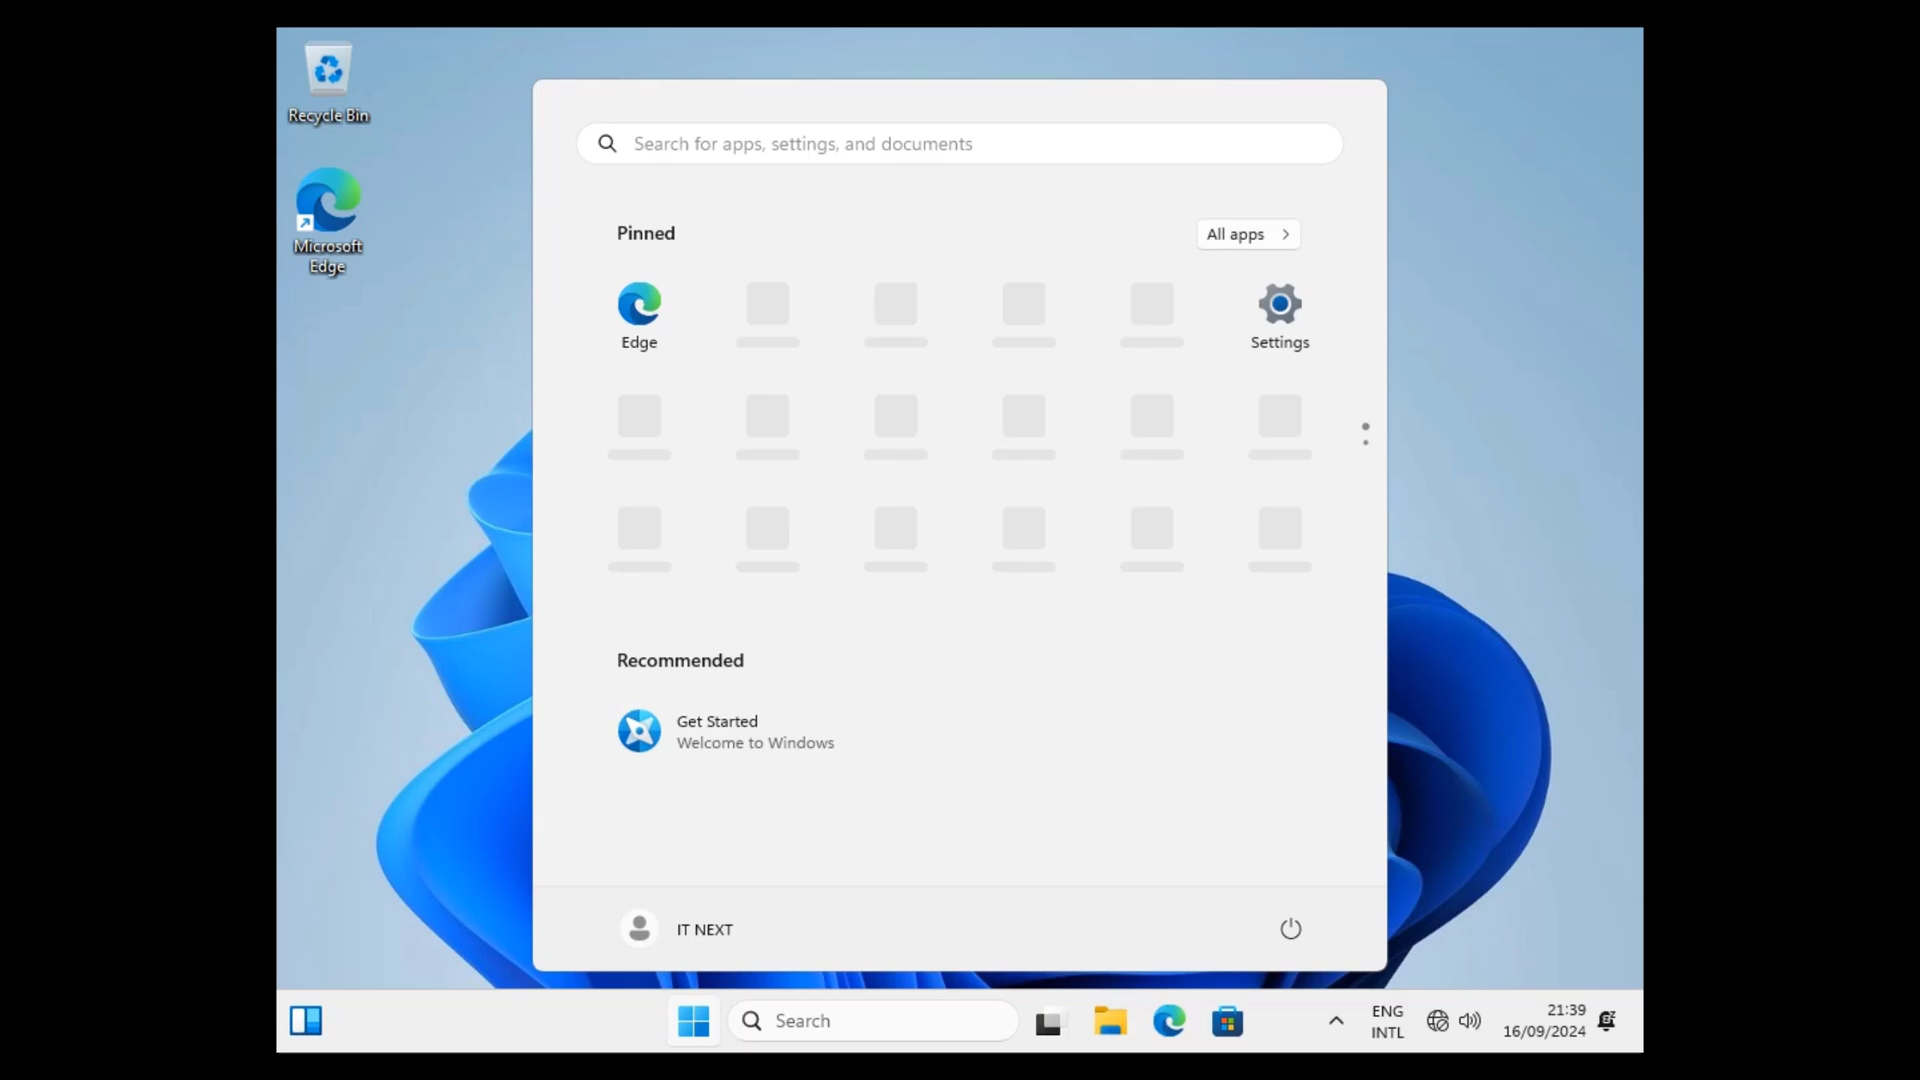 Recycle Bin
Microsoft
Edge
Search for apps, settings, and documents
Pinned
All apps
Edge
Settings
Recommended
Get Started
Welcome to Windows
IT NEXT
Search
ENG
INTL
21:39
16/09/2024